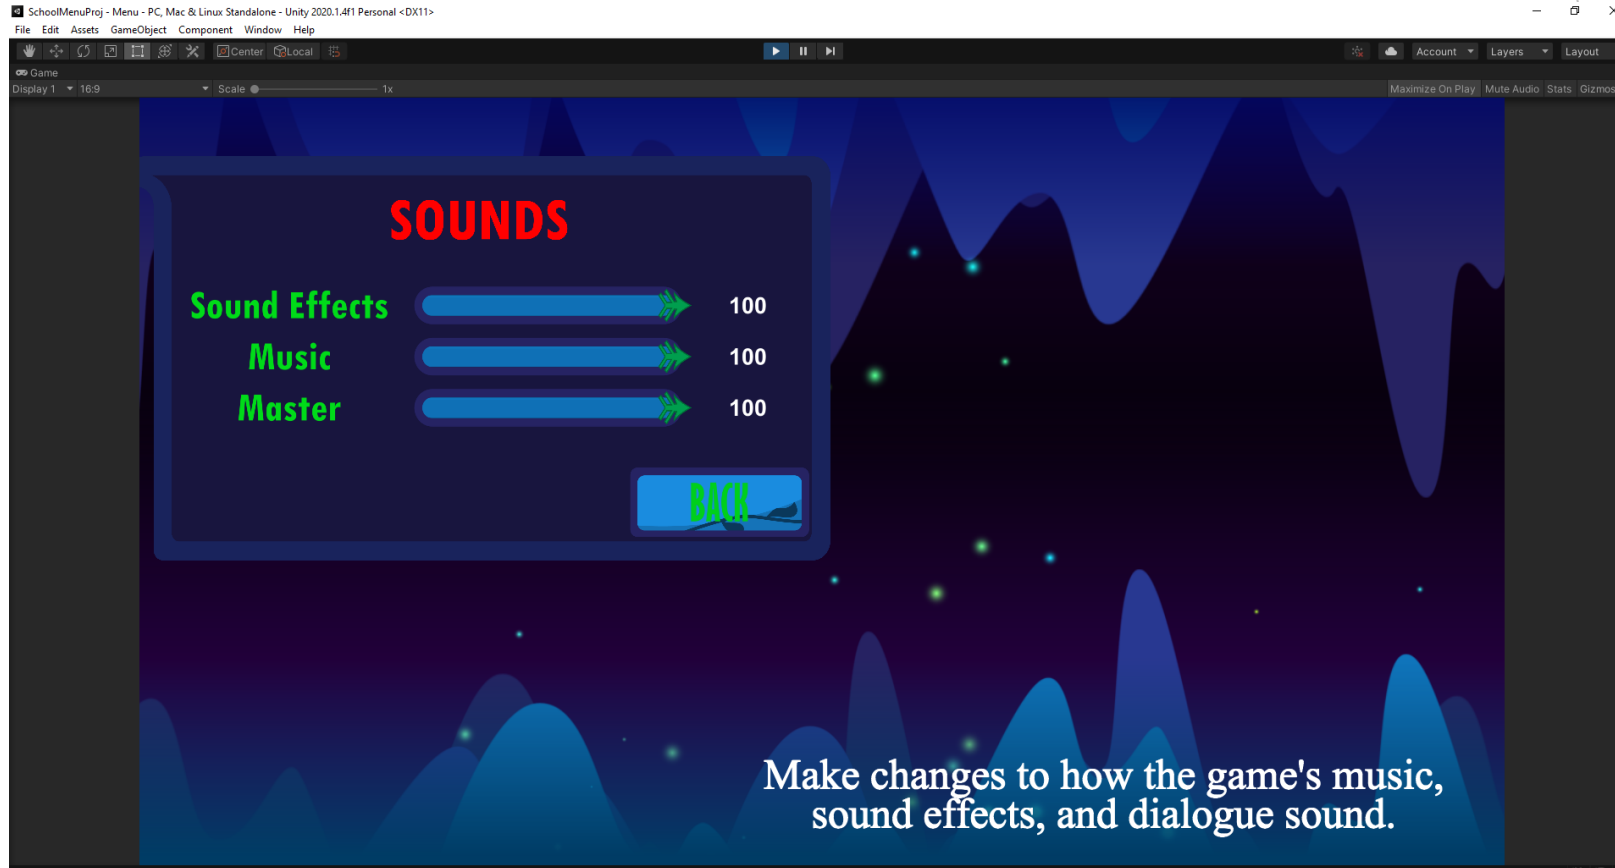 SchoolMenuProj - Menu - PC, Mac & Linux Standalone - Unity 2020.1.4f1 Personal <DX11>
File Edit Assets GameObject Component Window Help
Center Local Account Layers Layout
Game
Display 1 16:9 Scale 1x Maximize On Play Mute Audio Stats Gizmos
SOUNDS
Sound Effects 100
Music 100
Master 100
BACK
Make changes to how the game's music,
sound effects, and dialogue sound.